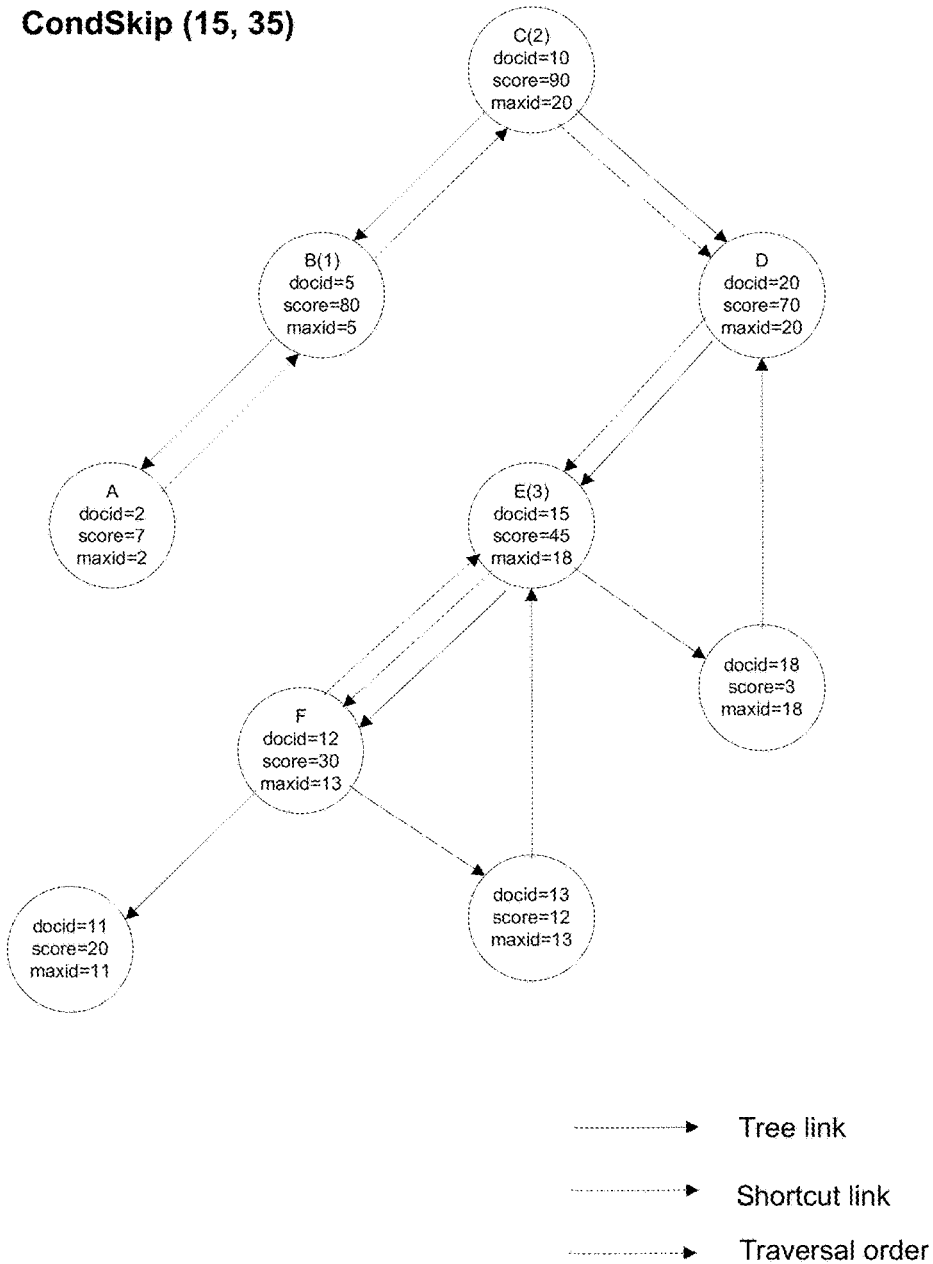 CondSkip (15, 35)
C(2)
docid=10
score=90
maxid=20
B(1)
docid=5
score=80
maxid=5
D
docid=20
score=70
maxid=20
A
docid=2
score=7
maxid=2
E(3)
docid=15
score=45
maxid=18
docid=18
score=3
maxid=18
F
docid=12
score=30
maxid=13
docid=11
score=20
maxid=11
docid=13
score=12
maxid=13
Tree link
Shortcut link
Traversal order